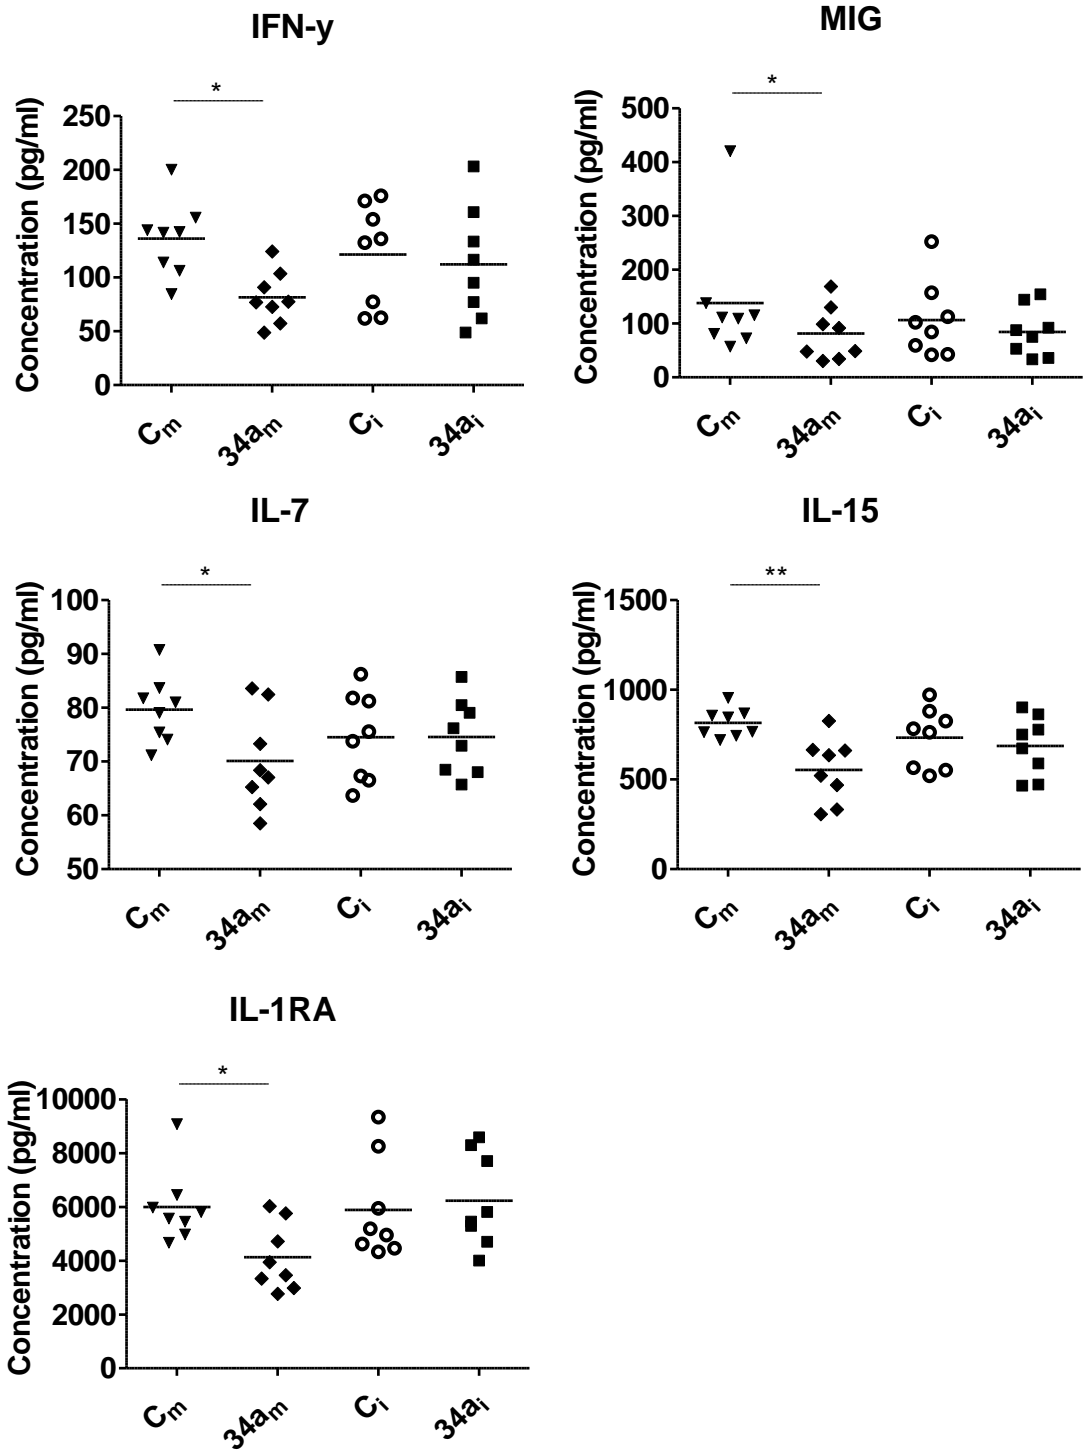 IFN-y
MIG
*
*
Concentration (pg/ml)
250
200
150
100
50
0
Cm
34am
Ci
34ai
Concentration (pg/ml)
500
400
300
200
100
0
Cm
34am
Ci
34ai
IL-7
IL-15
*
**
Concentration (pg/ml)
100
90
80
70
60
50
Cm
34am
Ci
34ai
Concentration (pg/ml)
1500
1000
500
0
Cm
34am
Ci
34ai
IL-1RA
*
Concentration (pg/ml)
10000
8000
6000
4000
2000
0
Cm
34am
Ci
34ai